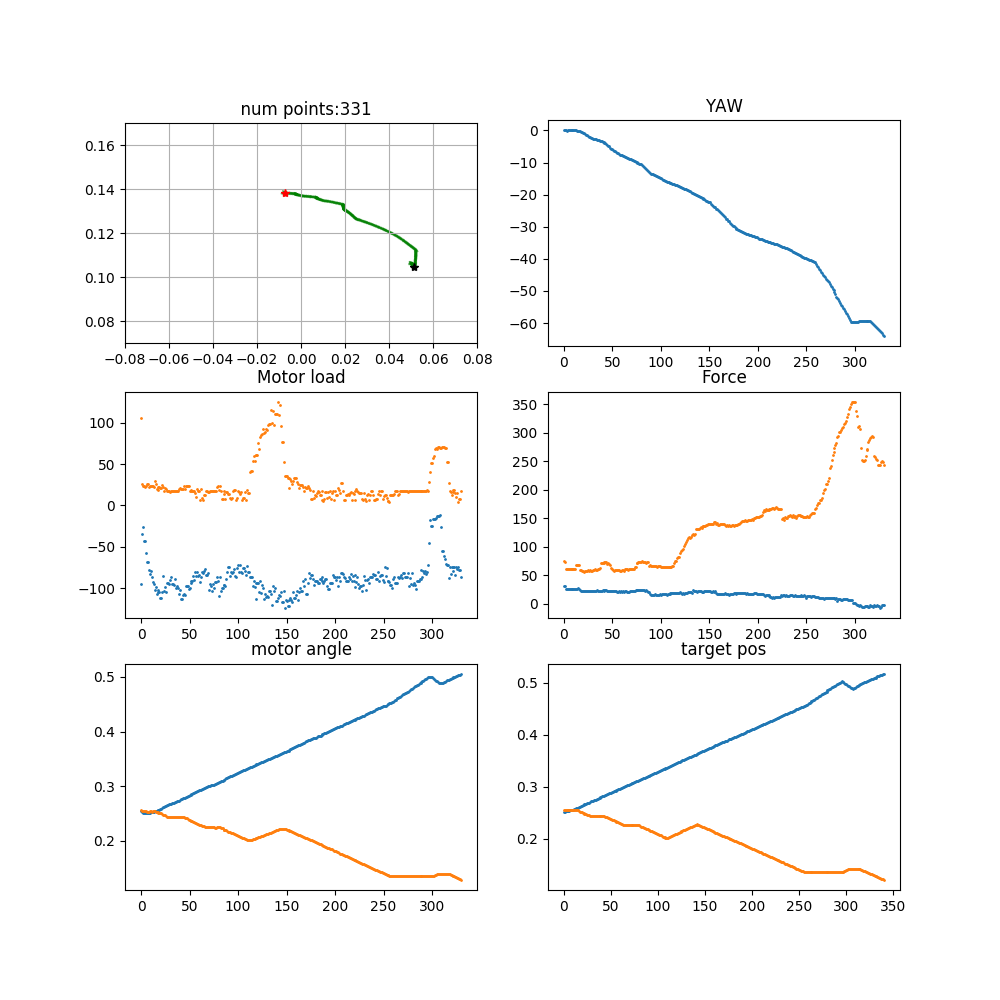 num points:331
YAW
0.16
0.14
0.12
0.10
0.08
−0.08 −0.06 −0.04 −0.02 0.00 0.02 0.04 0.06 0.08
0
−10
−20
−30
−40
−50
−60
0 50 100 150 200 250 300
Motor load
Force
100
50
0
−50
−100
0 50 100 150 200 250 300
350
300
250
200
150
100
50
0
0 50 100 150 200 250 300
motor angle
target pos
0.5
0.4
0.3
0.2
0 50 100 150 200 250 300
0.5
0.4
0.3
0.2
0 50 100 150 200 250 300 350